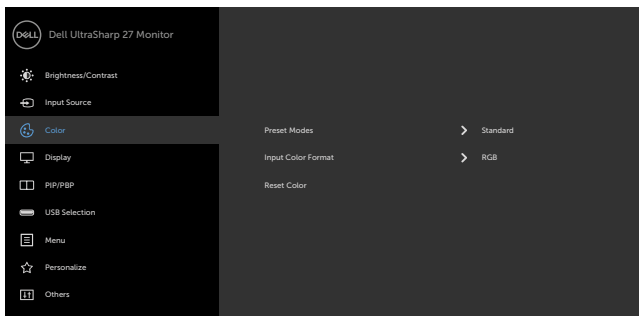 DELL Dell UltraSharp 27 Monitor
Brightness/Contrast
Input Source
Color
Preset Modes Standard
Input Color Format RGB
Reset Color
Display
PIP/PBP
USB Selection
Menu
Personalize
Others